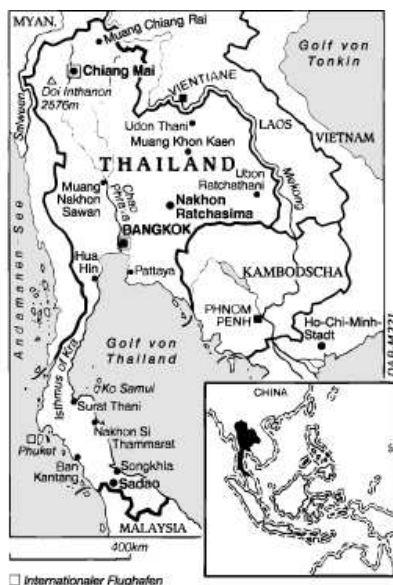 MYAN.
Muang Chiang Rai
Golf von
Tonkin
Chiang Mai
Doi Inthanon
2576m
VIENTIANE
Saluween
Udon Thani
LAOS
Muang Khon Kaen
VIETNAM
THAILAND
Mekong
Ubon
Ratchathani
Muang
Nakhon
Sawan
Chao
Phraya
Nakhon
Ratchasima
BANGKOK
Hua
Hin
Pattaya
KAMBODSCHA
PHNOM
PENH
Ho-Chi-Minh-
Stadt
Andamanen-See
Golf von
Thailand
Isthmus of Kra
Ko Samui
CHINA
Surat Thani
Nakhon Si
Thammarat
Phuket
Ban
Kantang
Songkhla
Sadao
MALAYSIA
400km
Internationaler Flughafen